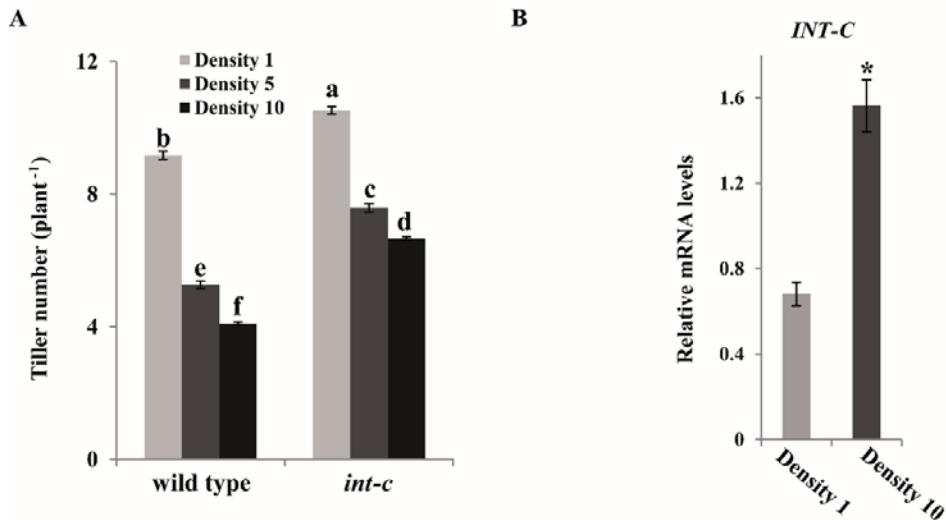 A
Density 1
Density 5
Density 10
Tiller number (plant⁻¹)
12
8
4
0
b
e
f
a
c
d
wild type
int-c
B
INT-C
Relative mRNA levels
1.6
1.2
0.8
0.4
0
*
Density 1
Density 10